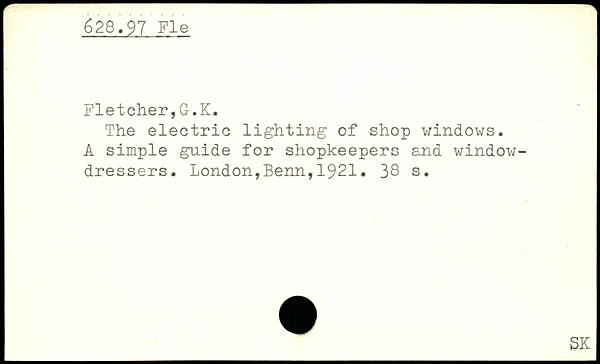 628.97 Fle
Fletcher,G.K.
The electric lighting of shop windows.
A simple guide for shopkeepers and window-
dressers. London,Benn,1921. 38 s.
SK